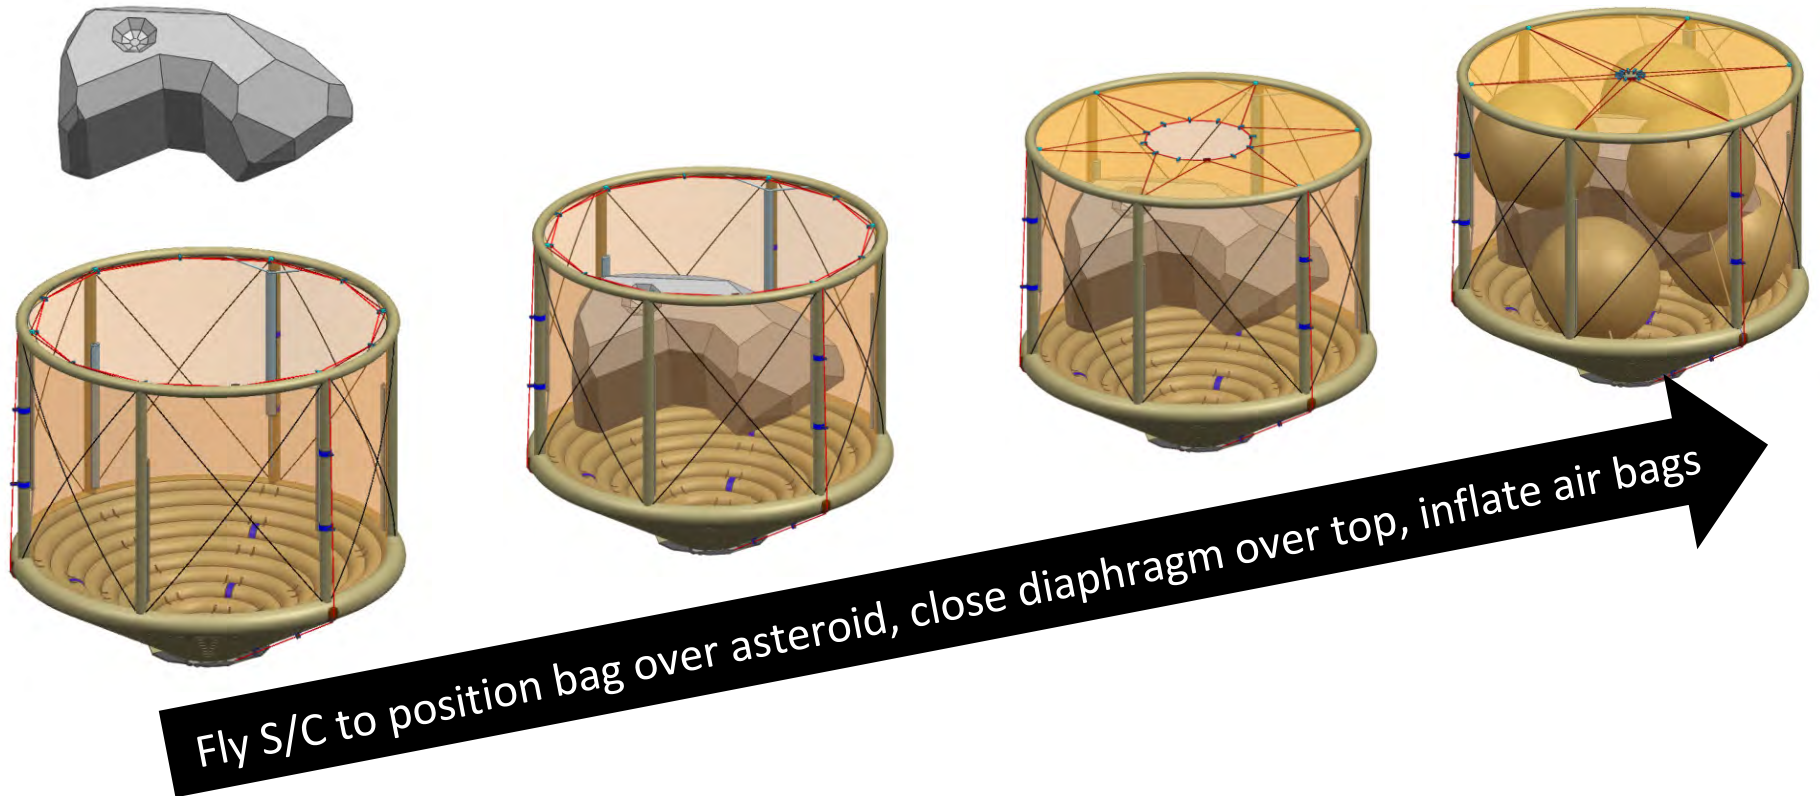 Fly S/C to position bag over asteroid, close diaphragm over top, inflate air bags